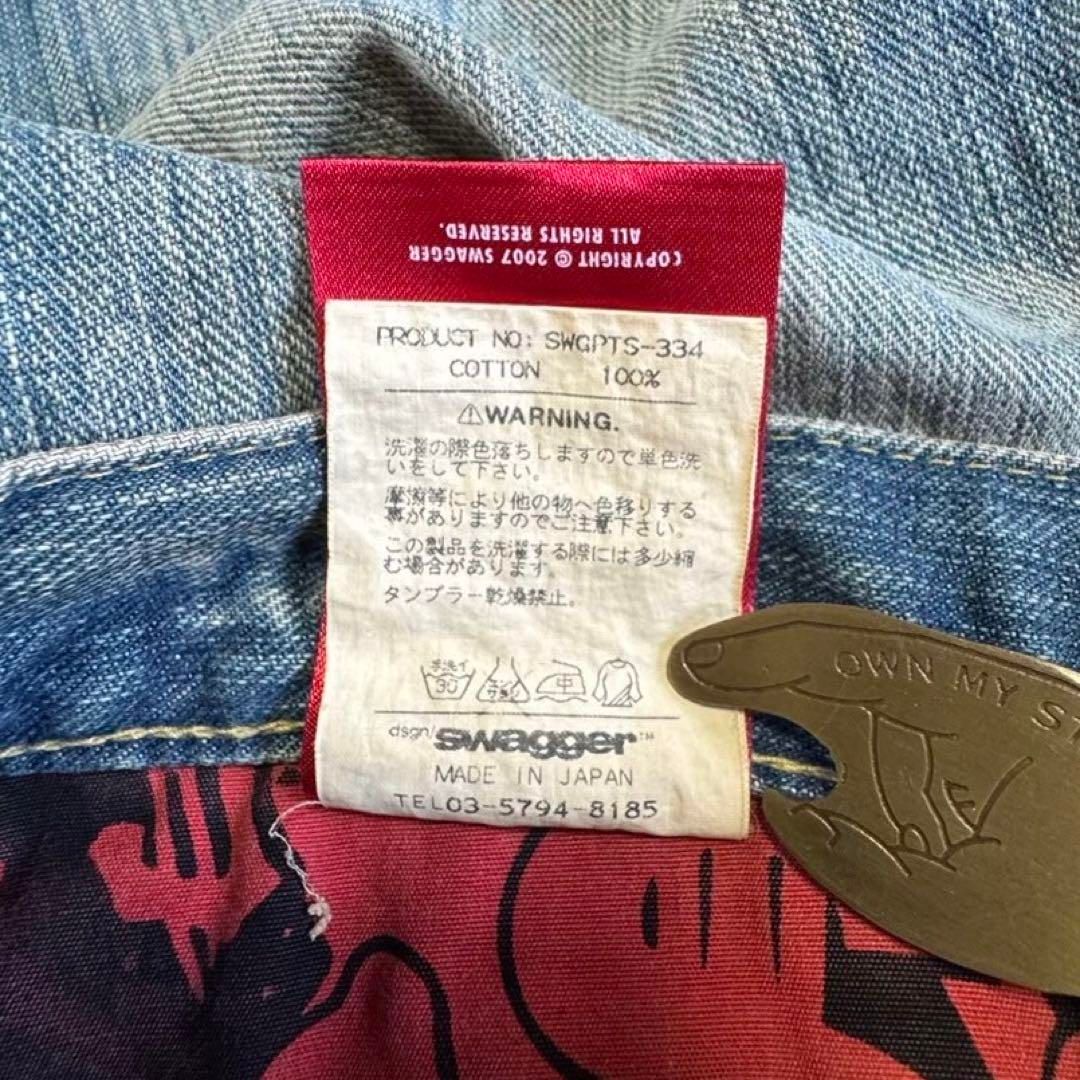 COPYRIGHT © 2007 SWAGGER
ALL RIGHTS RESERVED.
PRODUCT NO: SWGPTS-334
COTTON 100%
⚠WARNING.
洗濯の際色落ちしますので単色洗
いをして下さい。
摩擦等により他の物へ色移りする
事がありますのでご注意下さい。
この製品を洗濯する際には多少縮
む場合があります。
タンブラー乾燥禁止。
手洗イ
30
中
dsgn/swagger™
MADE IN JAPAN
TEL03-5794-8185
OWN MY